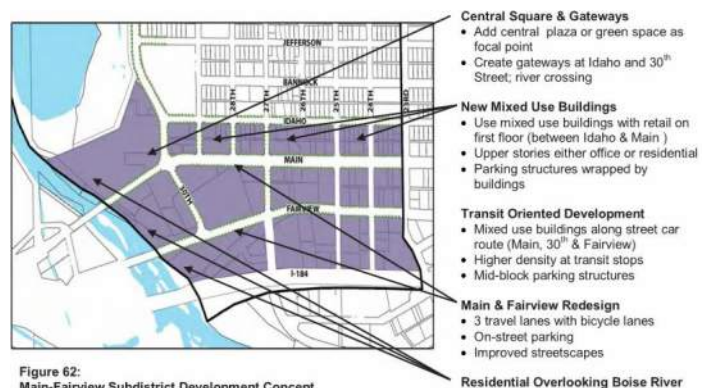 JEFFERSON
BANNOCK
28TH
27TH
26TH
25TH
24TH
23RD
IDAHO
MAIN
30TH
FAIRVIEW
I-184
Central Square & Gateways
• Add central plaza or green space as
focal point
• Create gateways at Idaho and 30th
Street; river crossing
New Mixed Use Buildings
• Use mixed use buildings with retail on
first floor (between Idaho & Main )
• Upper stories either office or residential
• Parking structures wrapped by
buildings
Transit Oriented Development
• Mixed use buildings along street car
route (Main, 30th & Fairview)
• Higher density at transit stops
• Mid-block parking structures
Main & Fairview Redesign
• 3 travel lanes with bicycle lanes
• On-street parking
• Improved streetscapes
Residential Overlooking Boise River
Figure 62:
Main-Fairview Subdistrict Development Concept